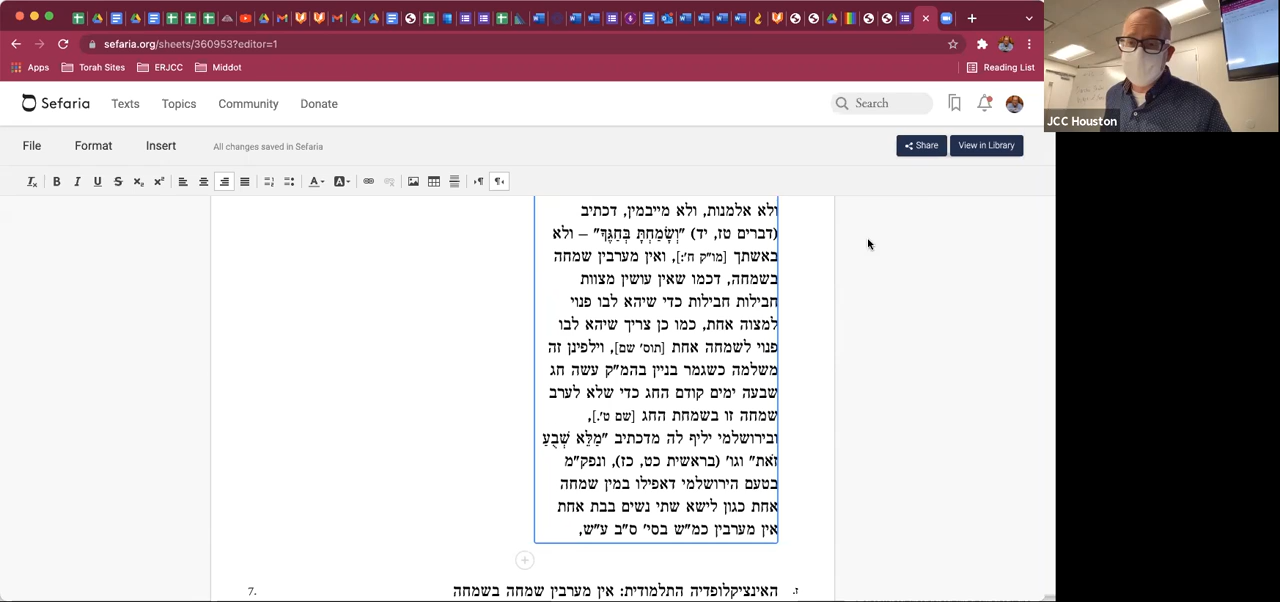 sefaria.org/sheets/360953?editor=1
Apps Torah Sites ERJCC Middot Reading List
JCC Houston
Sefaria Texts Topics Community Donate Search
File Format Insert All changes saved in Sefaria Share View in Library
ולא אלמנות, ולא מייבמין, דכתיב
(דברים טז, יד) "וְשָׂמַחְתָּ בְּחַגֶּךָ" – ולא
באשתך [מו"ק ח':], ואין מערבין שמחה
בשמחה, דכמו שאין עושין מצוות
חבילות חבילות כדי שיהא לבו פנוי
למצוה אחת, כמו כן צריך שיהא לבו
פנוי לשמחה אחת [תוס' שם], וילפינן זה
משלמה כשגמר בניין בהמ"ק עשה חג
שבעה ימים קודם החג כדי שלא לערב
שמחה זו בשמחת החג [שם ט'.],
ובירושלמי יליף לה מדכתיב "מַלֵּא שְׁבֻעַ
זֹאת" וגו' (בראשית כט, כז), ונפק"מ
בטעם הירושלמי דאפילו במין שמחה
אחת כגון לישא שתי נשים בבת אחת
אין מערבין כמ"ש בסי' ס"ב ע"ש,
ז. האינציקלופדיה התלמודית: אין מערבין שמחה בשמחה 7.